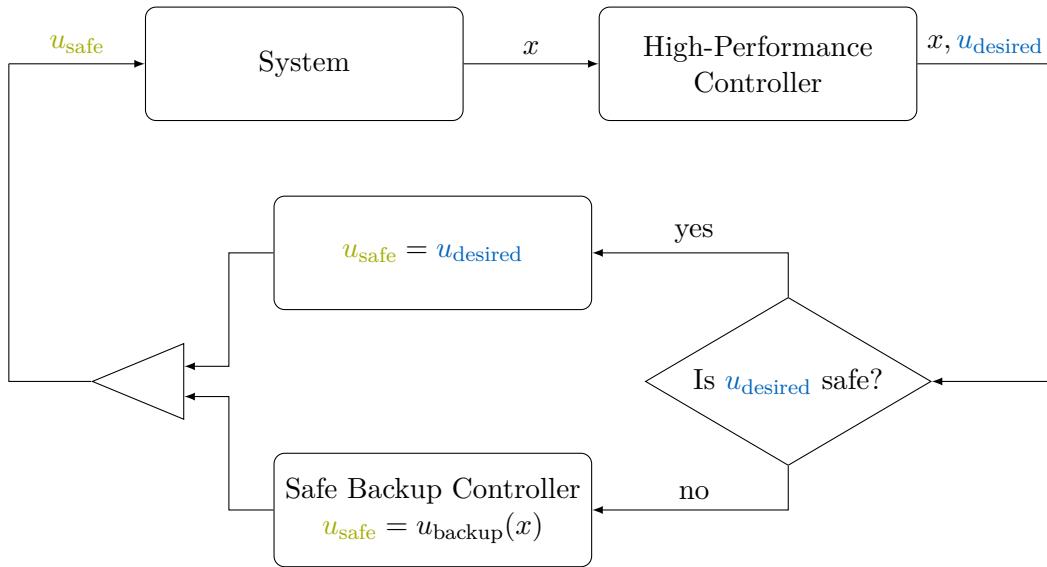 u_safe
System
x
High-Performance
Controller
x, u_desired
u_safe = u_desired
yes
Is u_desired safe?
Safe Backup Controller
u_safe = u_backup(x)
no